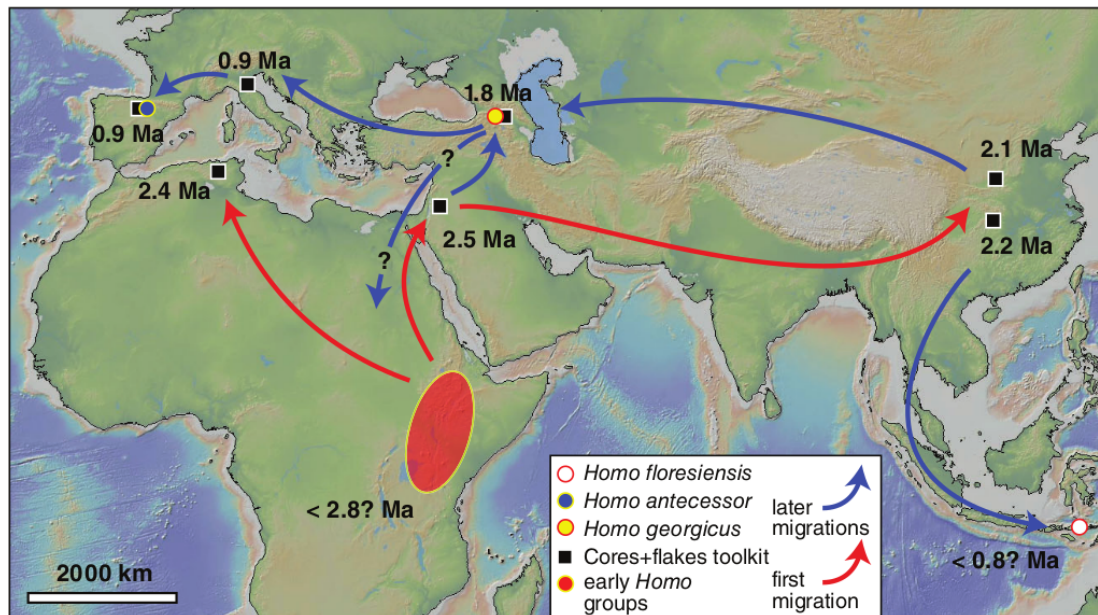 0.9 Ma
1.8 Ma
0.9 Ma
?
2.1 Ma
2.4 Ma
2.5 Ma
2.2 Ma
?
< 2.8? Ma
Homo floresiensis
Homo antecessor
later
migrations
Homo georgicus
Cores+flakes toolkit
early Homo
groups
first
migration
< 0.8? Ma
2000 km